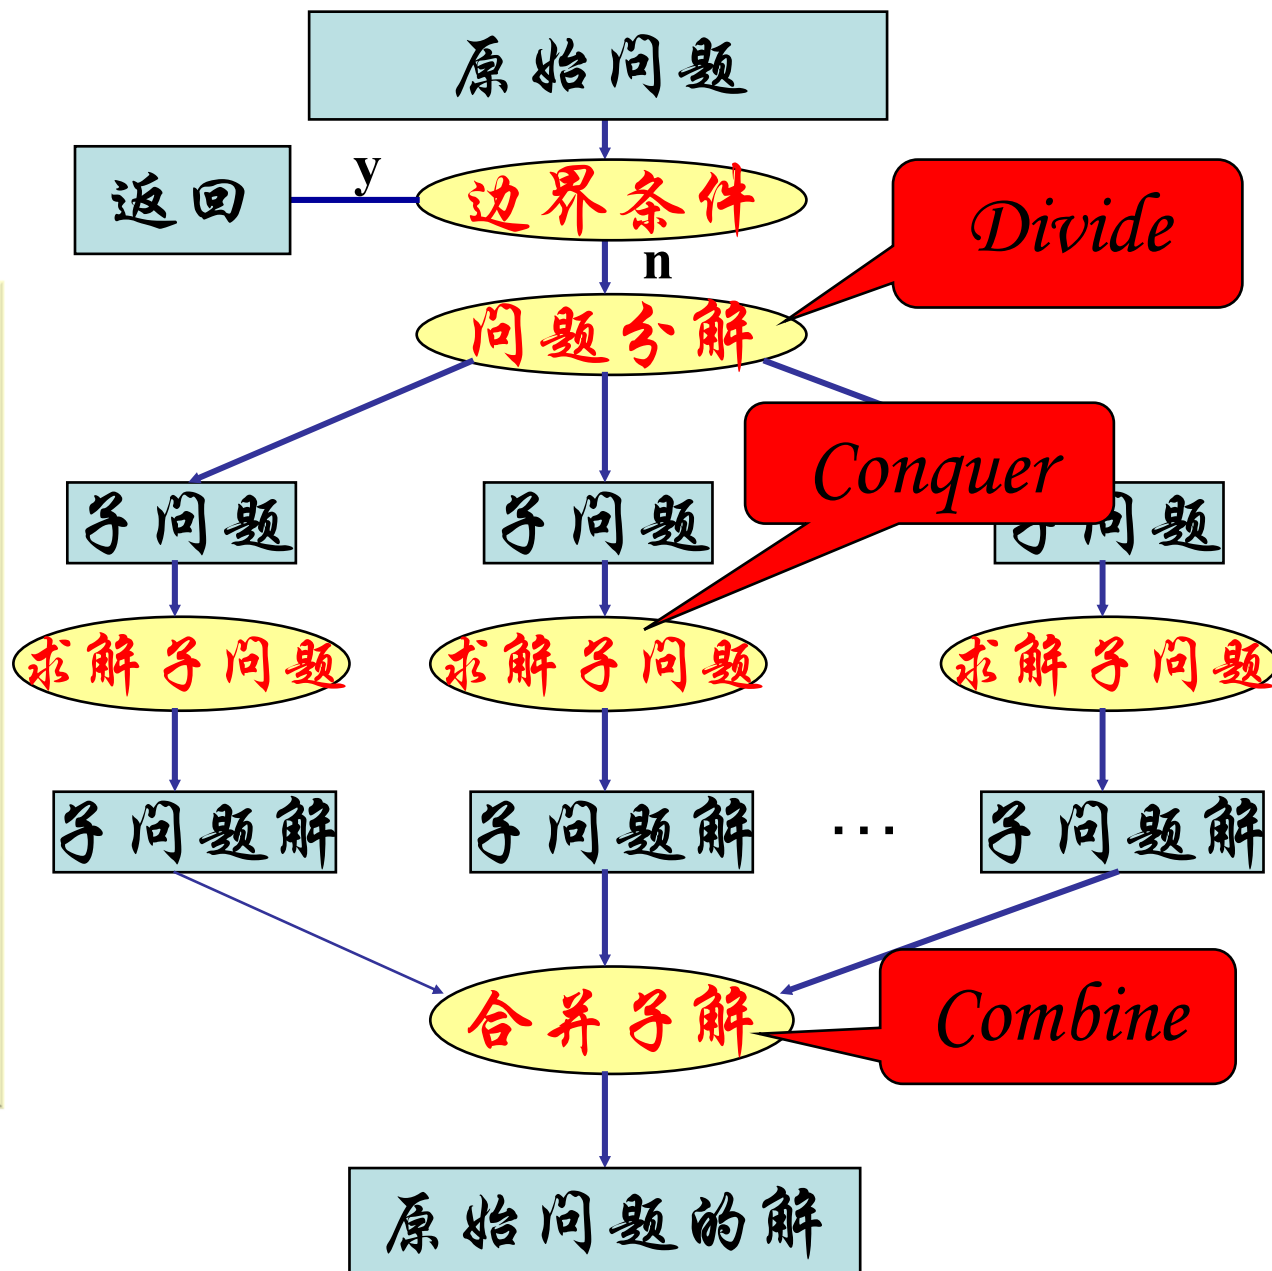 原始问题
返回
y
边界条件
Divide
n
问题分解
Conquer
子问题
子问题
子问题
求解子问题
求解子问题
求解子问题
子问题解
子问题解
...
子问题解
合并子解
Combine
原始问题的解